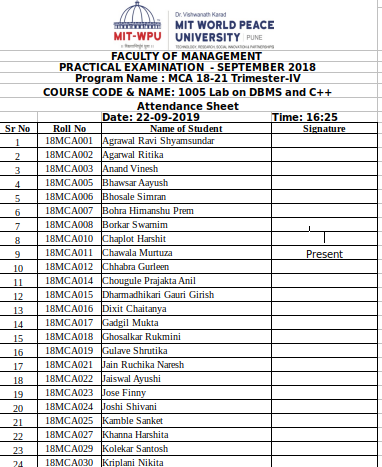 Dr. Vishwanath Karad
MIT WORLD PEACE
UNIVERSITY | PUNE
TECHNOLOGY, RESEARCH, SOCIAL INNOVATION & PARTNERSHIPS
MIT-WPU
FACULTY OF MANAGEMENT
PRACTICAL EXAMINATION - SEPTEMBER 2018
Program Name : MCA 18-21 Trimester-IV
COURSE CODE & NAME: 1005 Lab on DBMS and C++
Attendance Sheet
Date: 22-09-2019 Time: 16:25
Sr No Roll No Name of Student Signature
1 18MCA001 Agrawal Ravi Shyamsundar
2 18MCA002 Agarwal Ritika
3 18MCA003 Anand Vinesh
4 18MCA005 Bhawsar Aayush
5 18MCA006 Bhosale Simran
6 18MCA007 Bohra Himanshu Prem
7 18MCA008 Borkar Swarnim
8 18MCA010 Chaplot Harshit
9 18MCA011 Chawala Murtuza Present
10 18MCA012 Chhabra Gurleen
11 18MCA014 Chougule Prajakta Anil
12 18MCA015 Dharmadhikari Gauri Girish
13 18MCA016 Dixit Chaitanya
14 18MCA017 Gadgil Mukta
15 18MCA018 Ghosalkar Rukmini
16 18MCA019 Gulave Shrutika
17 18MCA021 Jain Ruchika Naresh
18 18MCA022 Jaiswal Ayushi
19 18MCA023 Jose Finny
20 18MCA024 Joshi Shivani
21 18MCA025 Kamble Sanket
22 18MCA027 Khanna Harshita
23 18MCA029 Kolekar Santosh
24 18MCA030 Kriplani Nikita